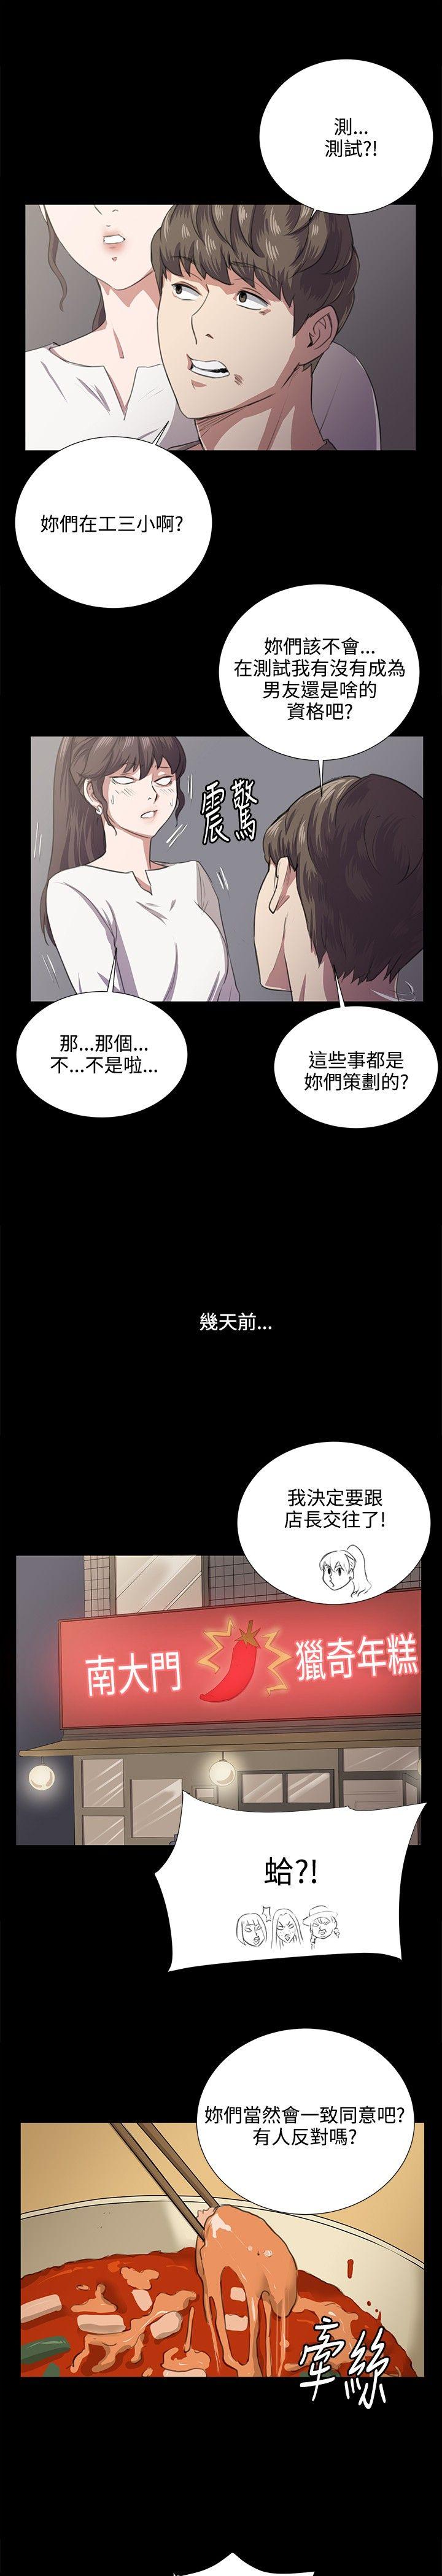 測...
測試?!
妳們在工三小啊?
妳們該不會...
在測試我有沒有成為
男友還是啥的
資格吧?
震驚
那...那個...
不...不是啦...
這些事都是
妳們策劃的?
幾天前...
我決定要跟
店長交往了!
南大門 獵奇年糕
蛤?!
妳們當然會一致同意吧?
有人反對嗎?
牽絲